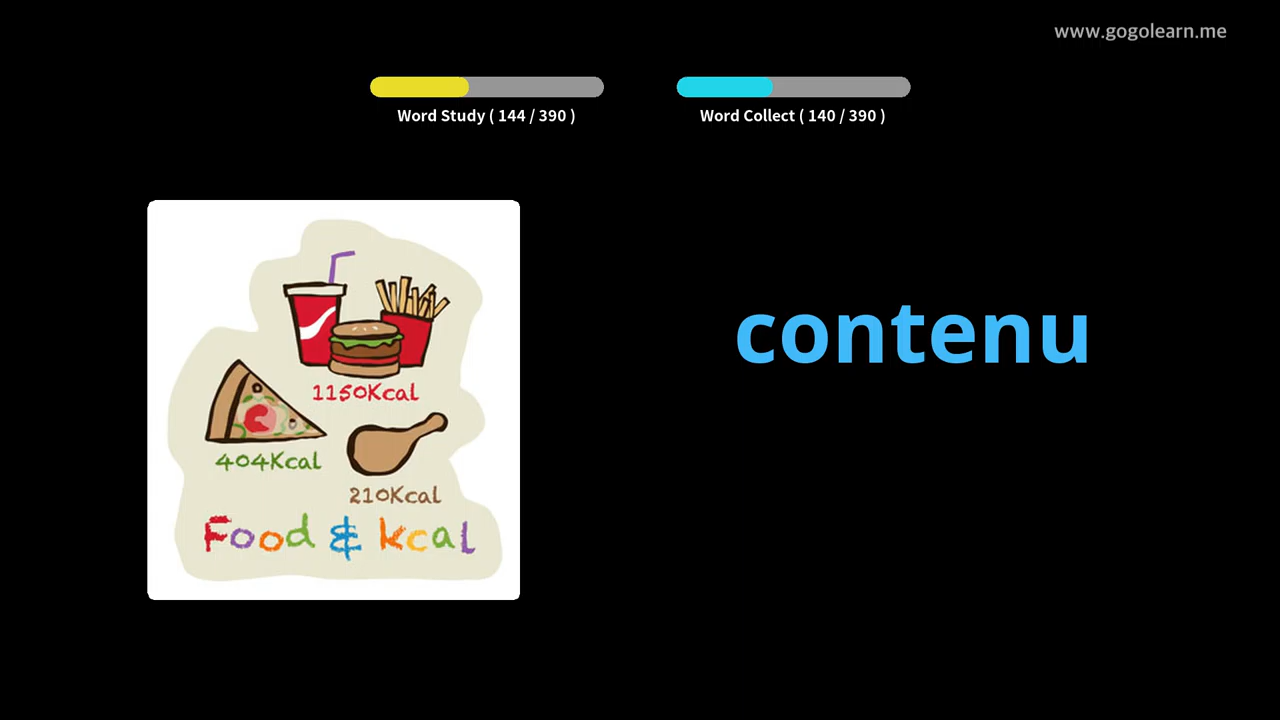 www.gogolearn.me
Word Study ( 144 / 390 )
Word Collect ( 140 / 390 )
contenu
1150Kcal
404Kcal
210Kcal
Food & kcal